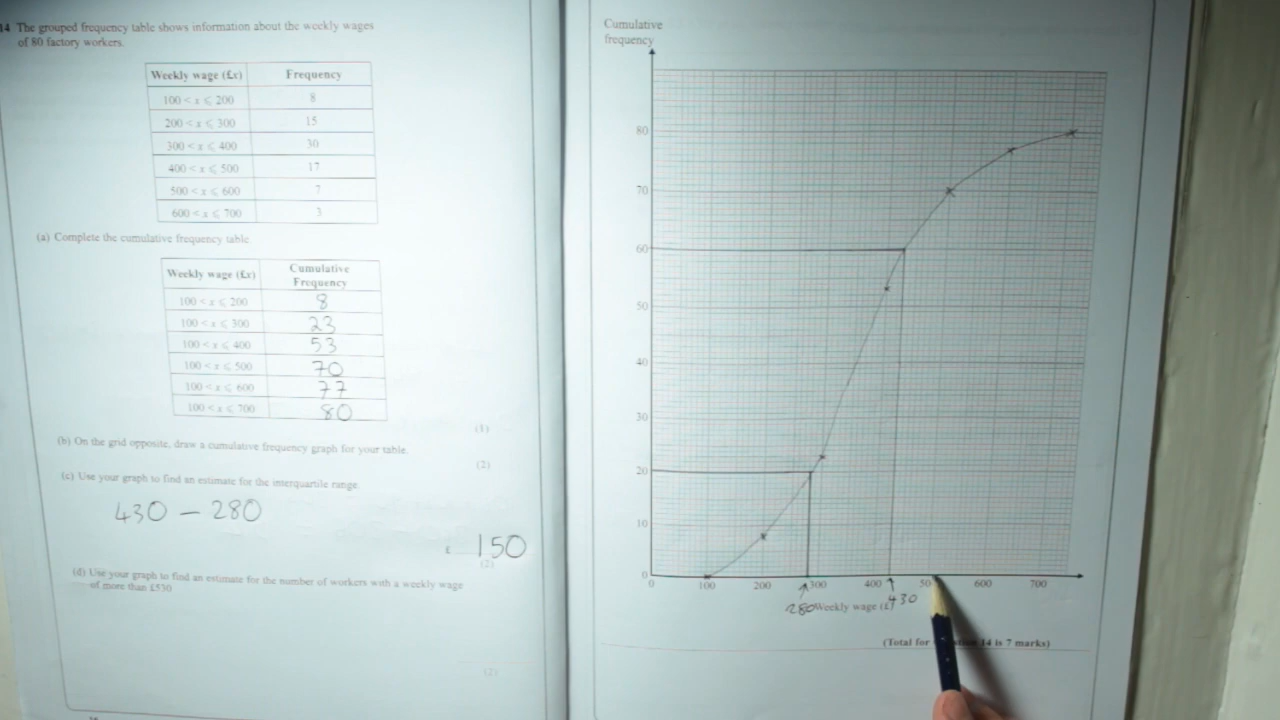 14 The grouped frequency table shows information about the weekly wages
of 80 factory workers.
Weekly wage (£x) Frequency
100 < x ⩽ 200 8
200 < x ⩽ 300 15
300 < x ⩽ 400 30
400 < x ⩽ 500 17
500 < x ⩽ 600 7
600 < x ⩽ 700 3
(a) Complete the cumulative frequency table
Weekly wage (£x) Cumulative
Frequency
100 < x ⩽ 200 8
100 < x ⩽ 300 23
100 < x ⩽ 400 53
100 < x ⩽ 500 70
100 < x ⩽ 600 77
100 < x ⩽ 700 80
(1)
(b) On the grid opposite, draw a cumulative frequency graph for your table.
(2)
(c) Use your graph to find an estimate for the interquartile range.
430 – 280
£ 150
(2)
(d) Use your graph to find an estimate for the number of workers with a weekly wage
of more than £530
(2)
Cumulative
frequency
80
70
60
50
40
30
20
10
0
0 100 200 300 400 50 600 700
280 Weekly wage (£ 430
(Total for 14 is 7 marks)